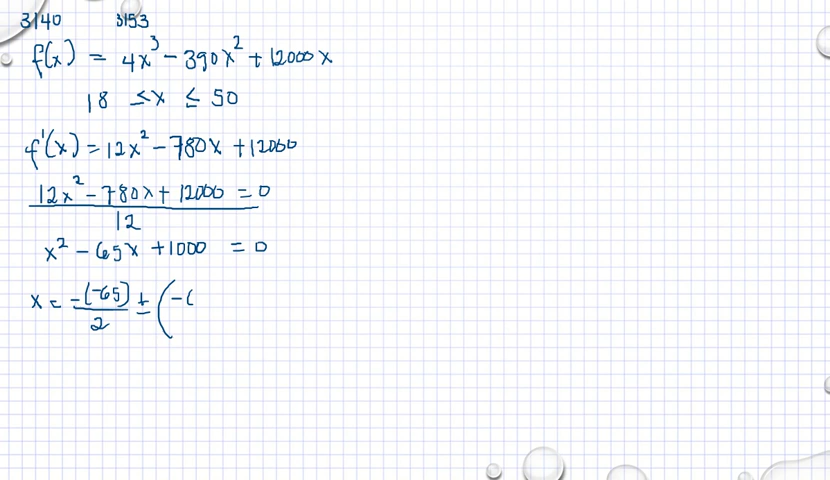 3140 3153
f(x) = 4x³ - 390x² + 12000x
18 ≤ x ≤ 50
f'(x) = 12x² - 780x + 12000
12x² - 780x + 12000 = 0
12
x² - 65x + 1000 = 0
x = -(-65) ± (-(
2